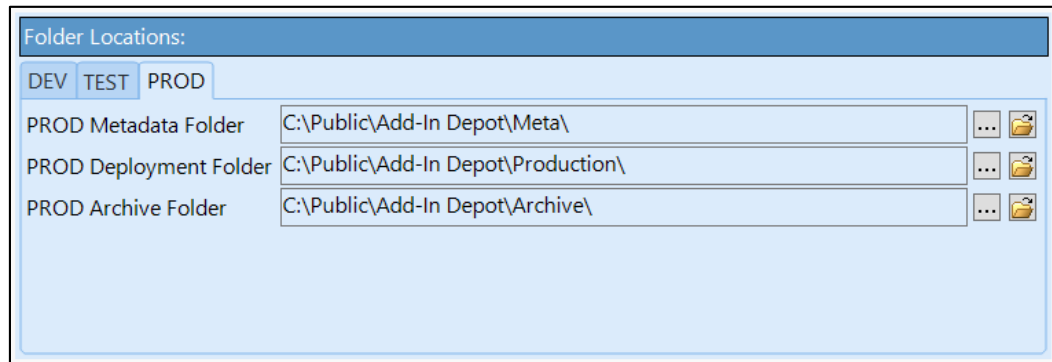 Folder Locations:
DEV TEST PROD
PROD Metadata Folder C:\Public\Add-In Depot\Meta\ ...
PROD Deployment Folder C:\Public\Add-In Depot\Production\ ...
PROD Archive Folder C:\Public\Add-In Depot\Archive\ ...